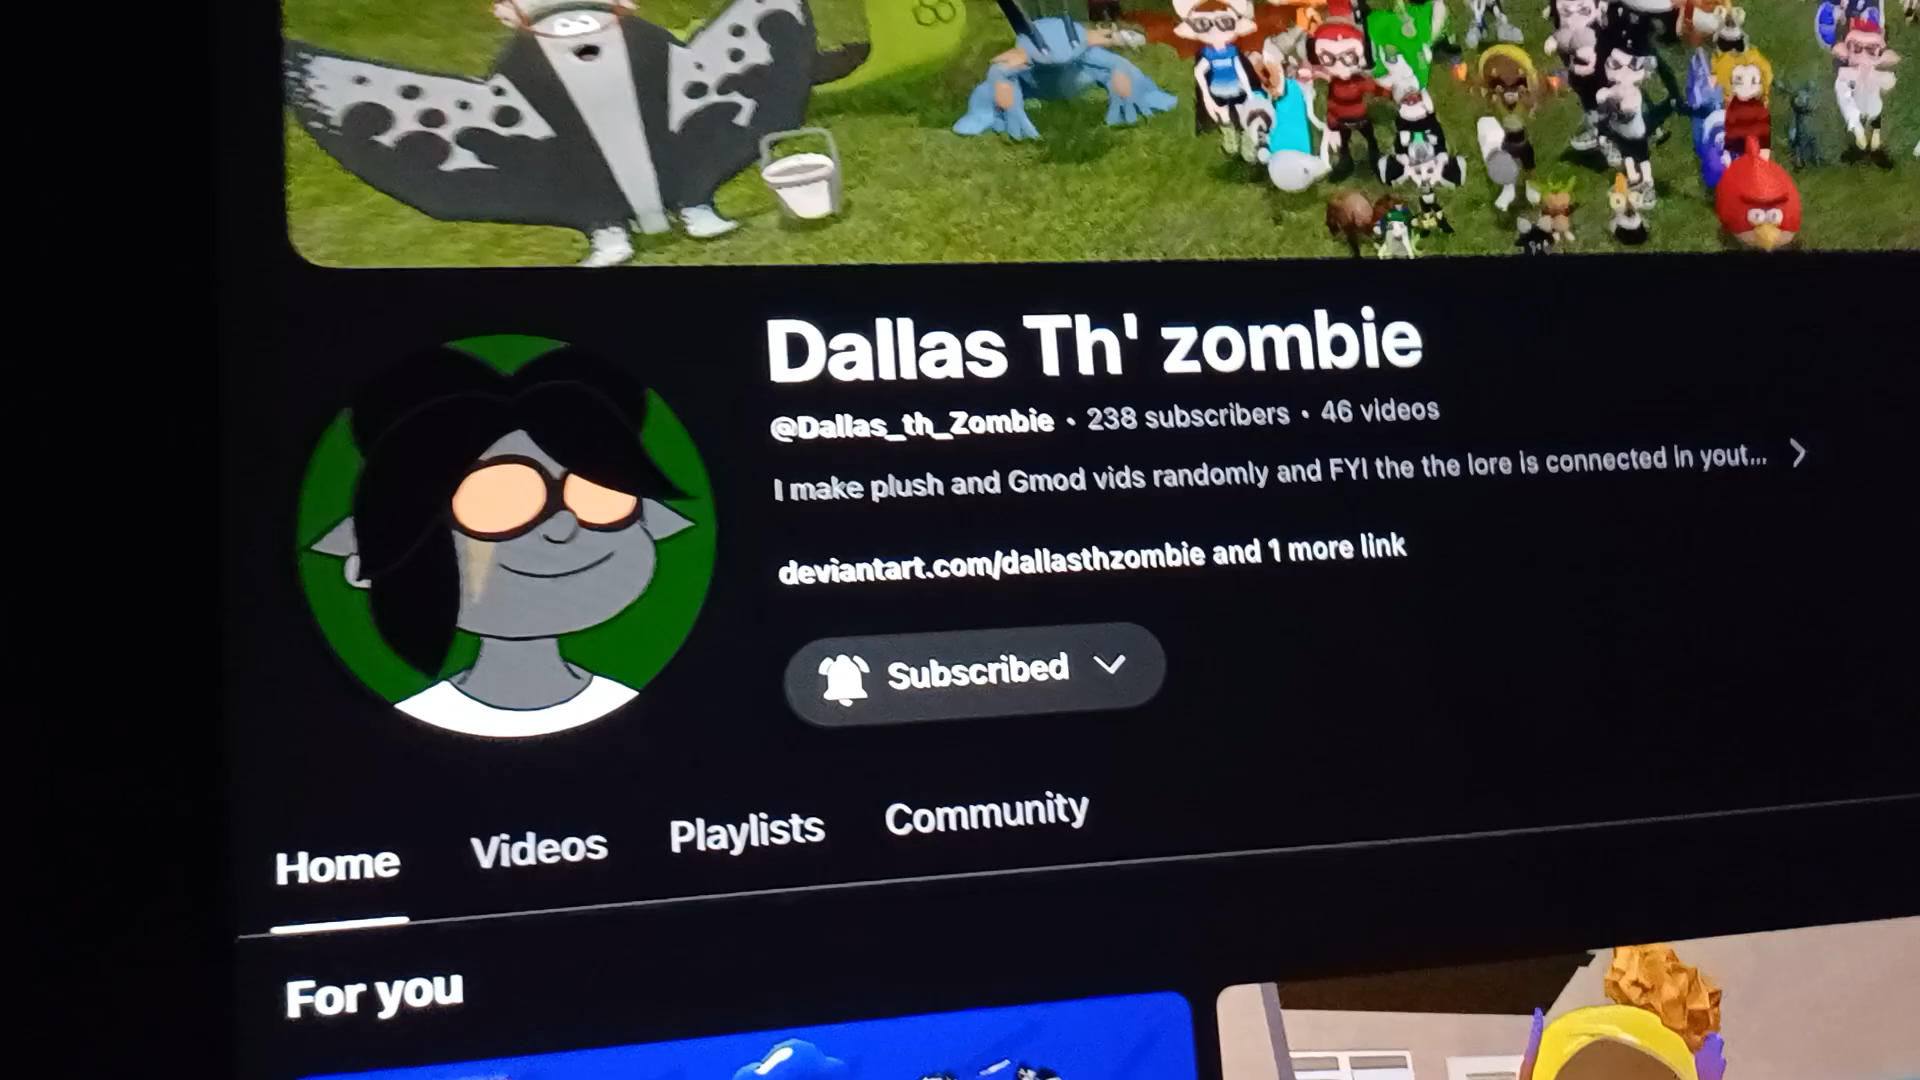 Dallas Th' zombie
@Dallas_th_Zombie • 238 subscribers • 46 videos
I make plush and Gmod vids randomly and FYI the the lore is connected in yout...
deviantart.com/dallasthzombie and 1 more link
Subscribed
Home Videos Playlists Community
For you